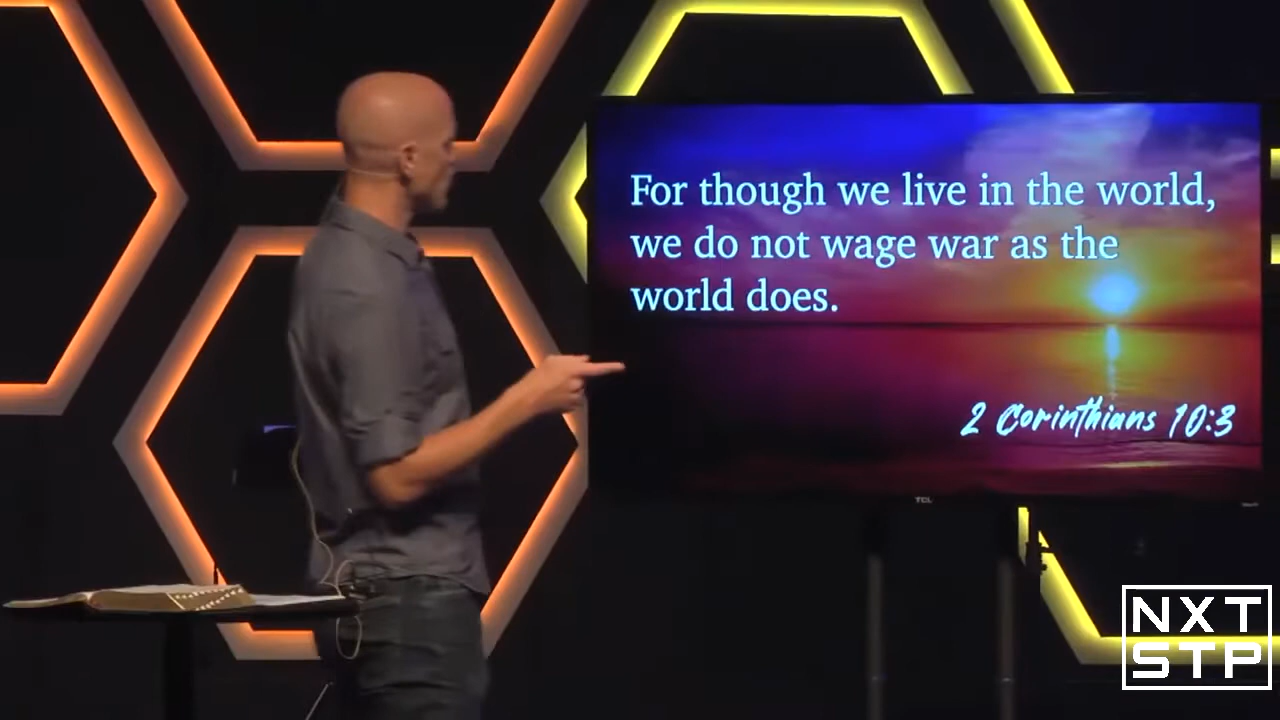 For though we live in the world,
we do not wage war as the
world does.
2 Corinthians 10:3
TCL
NXT
STP